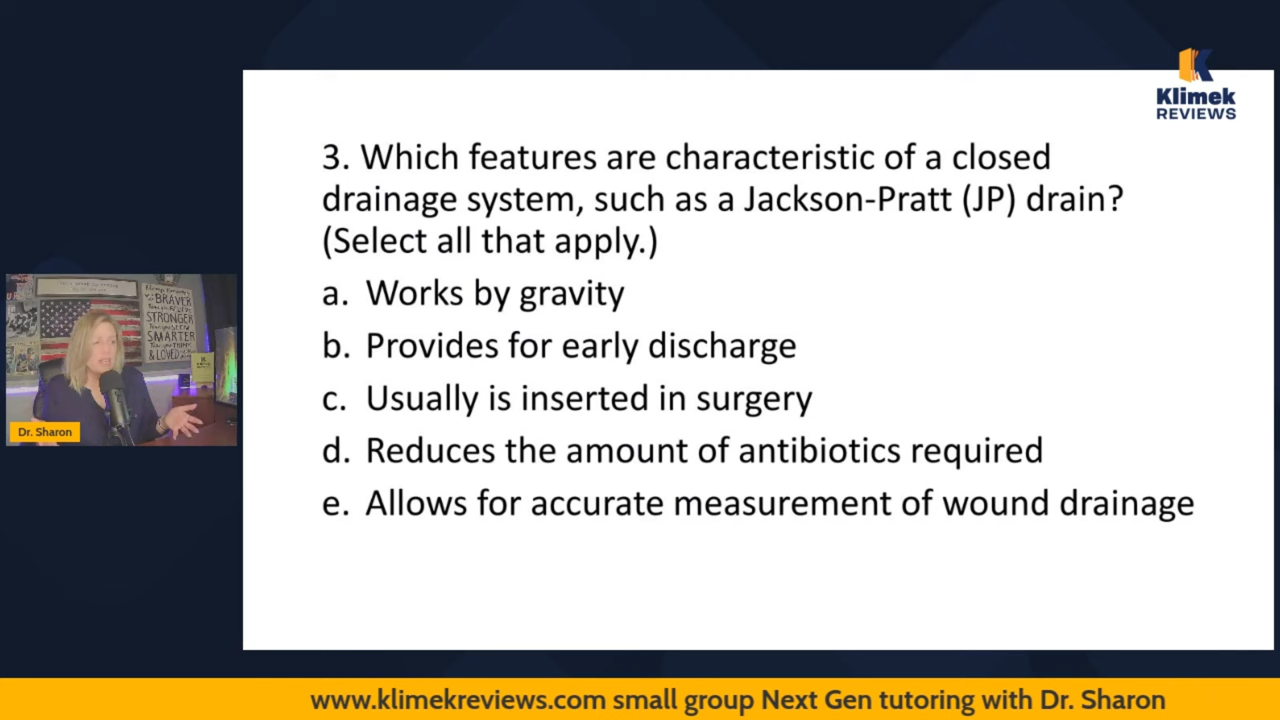 Klimek
REVIEWS
3. Which features are characteristic of a closed
drainage system, such as a Jackson-Pratt (JP) drain?
(Select all that apply.)
a. Works by gravity
b. Provides for early discharge
c. Usually is inserted in surgery
d. Reduces the amount of antibiotics required
e. Allows for accurate measurement of wound drainage
BRAVER
STRONGER
SMARTER
& LOVED
Dr. Sharon
www.klimekreviews.com small group Next Gen tutoring with Dr. Sharon